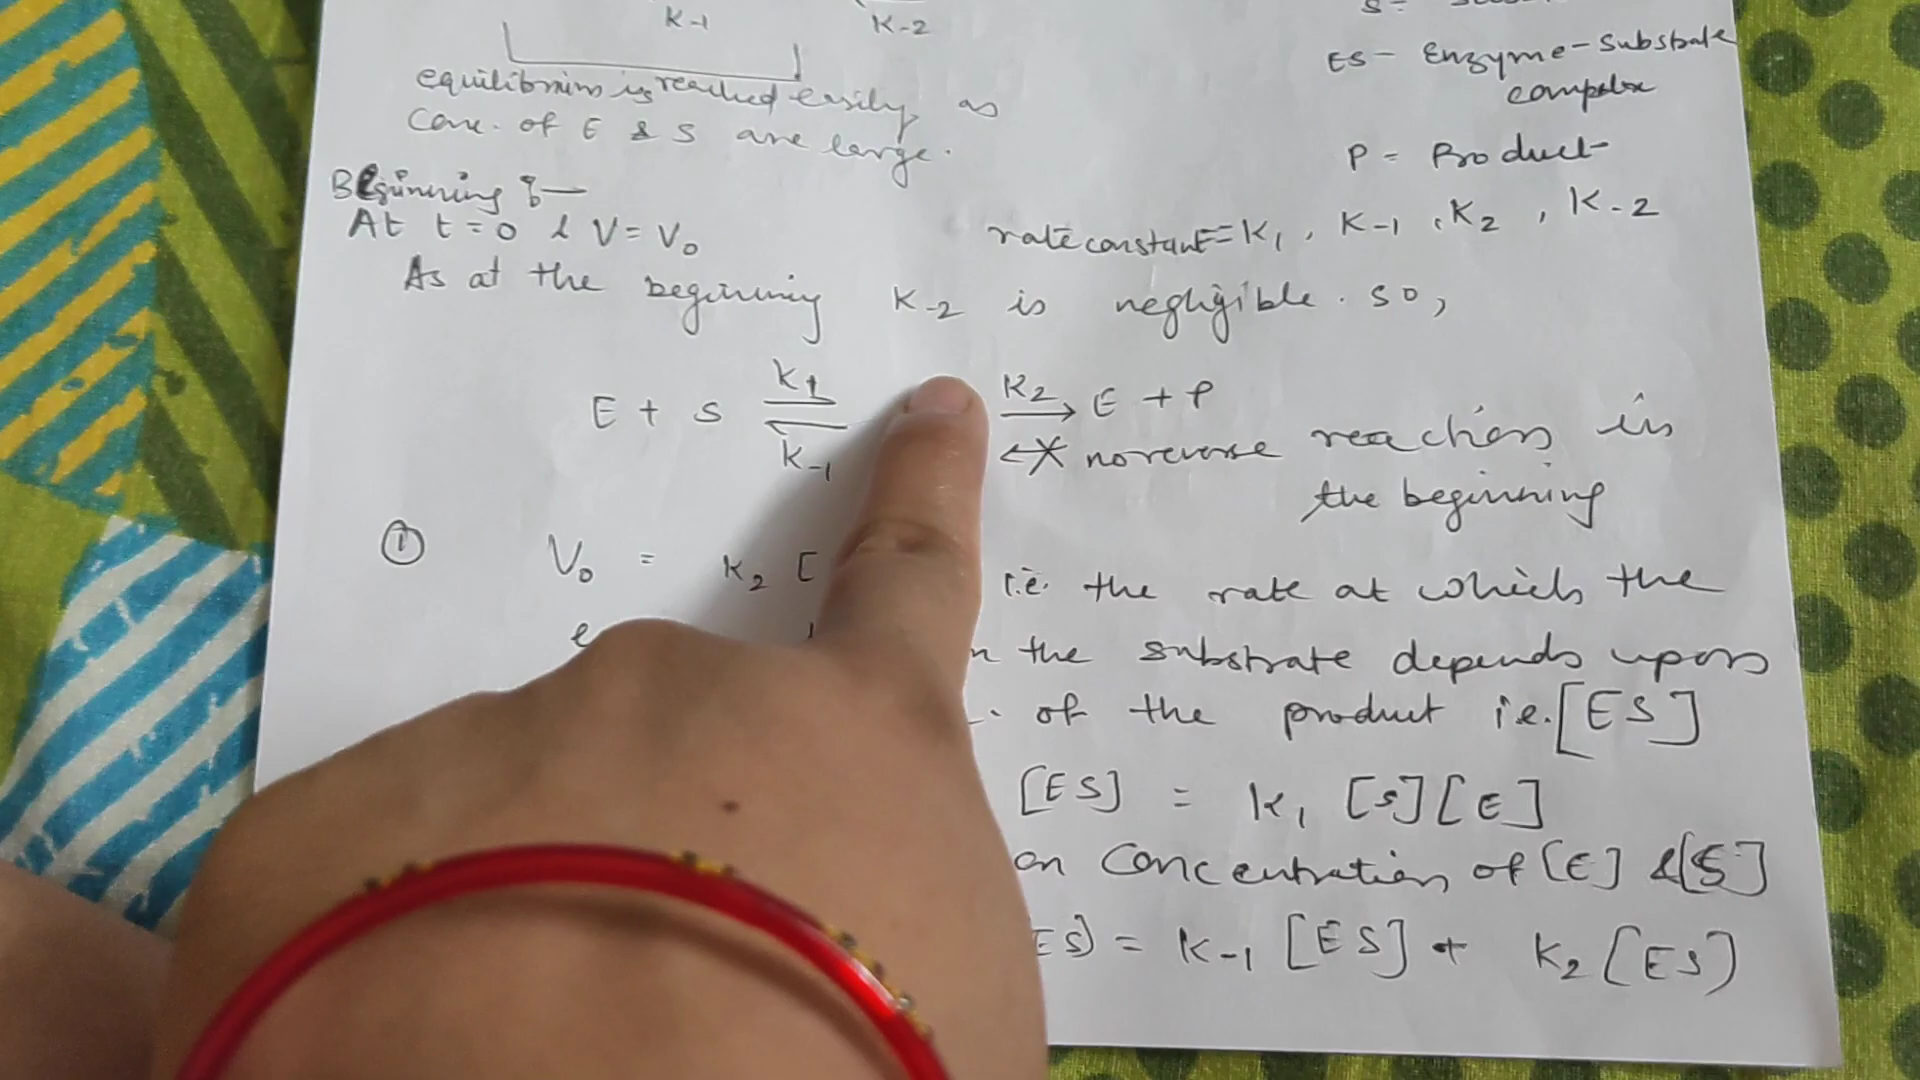 K-1 K-2
ES - Enzyme - Substrate
complex
equilibrium is reached easily as
conc. of E & S are large.
P = Product
Beginning :-
At t = 0 & V = V₀
rate constant = K₁, K-1, K₂, K-2
As at the beginning K-2 is negligible. So,
E + S K₁ K-1 K₂ → E + P
no reverse reaction in
the beginning
① V₀ = K₂ [ i.e. the rate at which the
the substrate depends upon
of the product i.e. [ES]
[ES] = K₁ [S][E]
on concentration of [E] & [S]
ES) = K-1 [ES] + K₂ [ES)